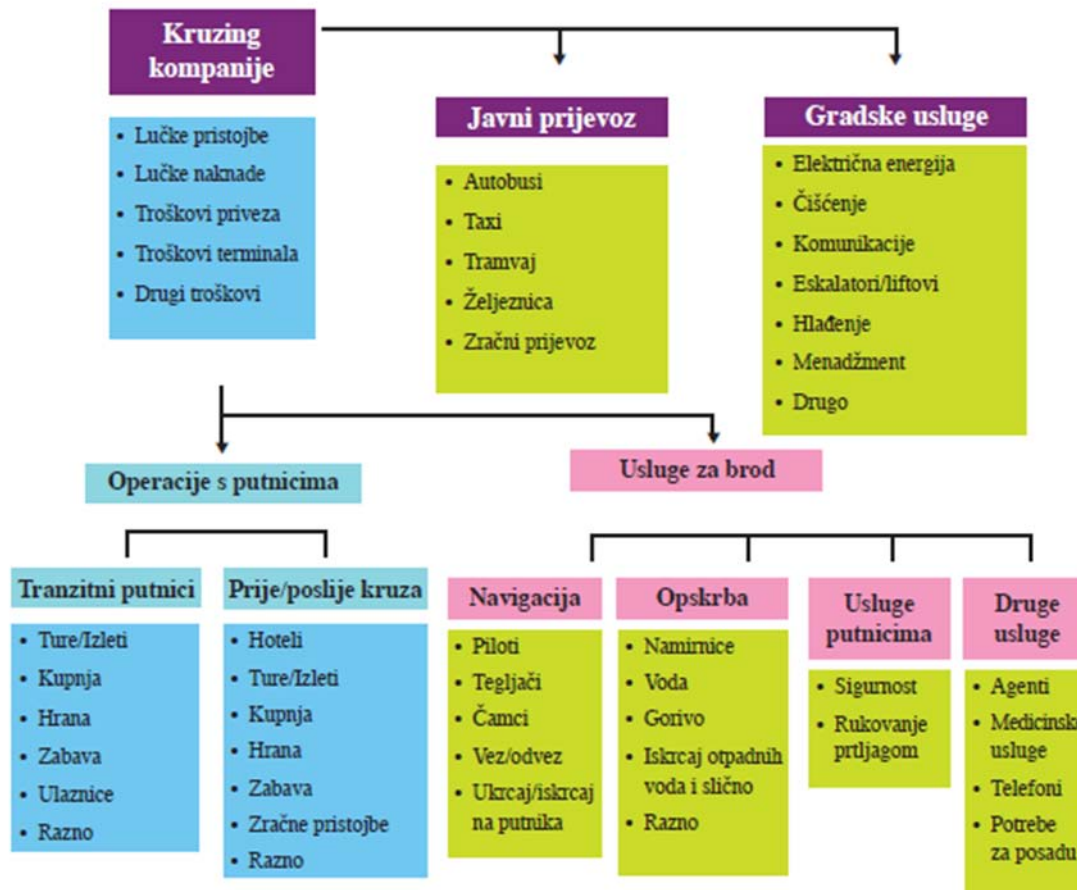 Kruzing
kompanije
• Lučke pristojbe
• Lučke naknade
• Troškovi priveza
• Troškovi terminala
• Drugi troškovi
Javni prijevoz
• Autobusi
• Taxi
• Tramvaj
• Željeznica
• Zračni prijevoz
Gradske usluge
• Električna energija
• Čišćenje
• Komunikacije
• Eskalatori/liftovi
• Hlađenje
• Menadžment
• Drugo
Operacije s putnicima
Usluge za brod
Tranzitni putnici
• Ture/Izleti
• Kupnja
• Hrana
• Zabava
• Ulaznice
• Razno
Prije/poslije kruza
• Hoteli
• Ture/Izleti
• Kupnja
• Hrana
• Zabava
• Zračne pristojbe
• Razno
Navigacija
• Piloti
• Tegljači
• Čamci
• Vez/odvez
• Ukrcaj/iskrcaj
na putnika
Opskrba
• Namirnice
• Voda
• Gorivo
• Iskrcaj otpadnih
voda i slično
• Razno
Usluge
putnicima
• Sigurnost
• Rukovanje
prtljagom
Druge
usluge
• Agenti
• Medicinske
usluge
• Telefoni
• Potrebe
za posadu